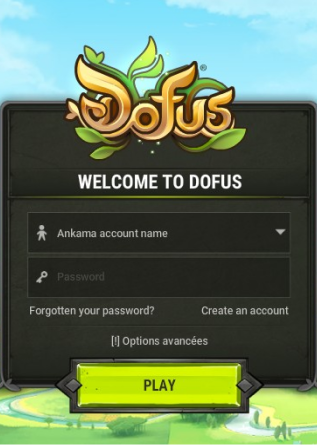 Dofus®
WELCOME TO DOFUS
Ankama account name
Password
Forgotten your password? Create an account
[!] Options avancées
PLAY